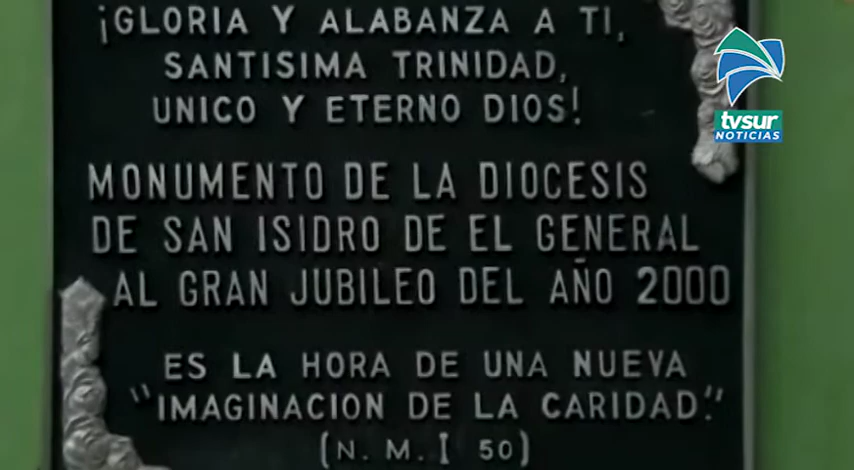 ¡GLORIA Y ALABANZA A TI,
SANTISIMA TRINIDAD,
UNICO Y ETERNO DIOS!
MONUMENTO DE LA DIOCESIS
DE SAN ISIDRO DE EL GENERAL
AL GRAN JUBILEO DEL AÑO 2000
ES LA HORA DE UNA NUEVA
"IMAGINACION DE LA CARIDAD."
(N. M. I 50)
tvsur
NOTICIAS